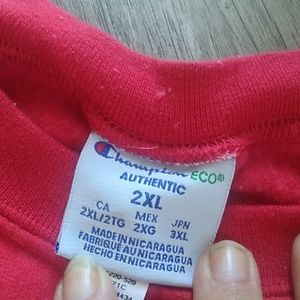 Champion ECO®
AUTHENTIC
2XL
CA MEX JPN
2XL/2TG 2XG 3XL
MADE IN NICARAGUA
FABRIQUÉ AU NICARAGUA
HECHO EN NICARAGUA